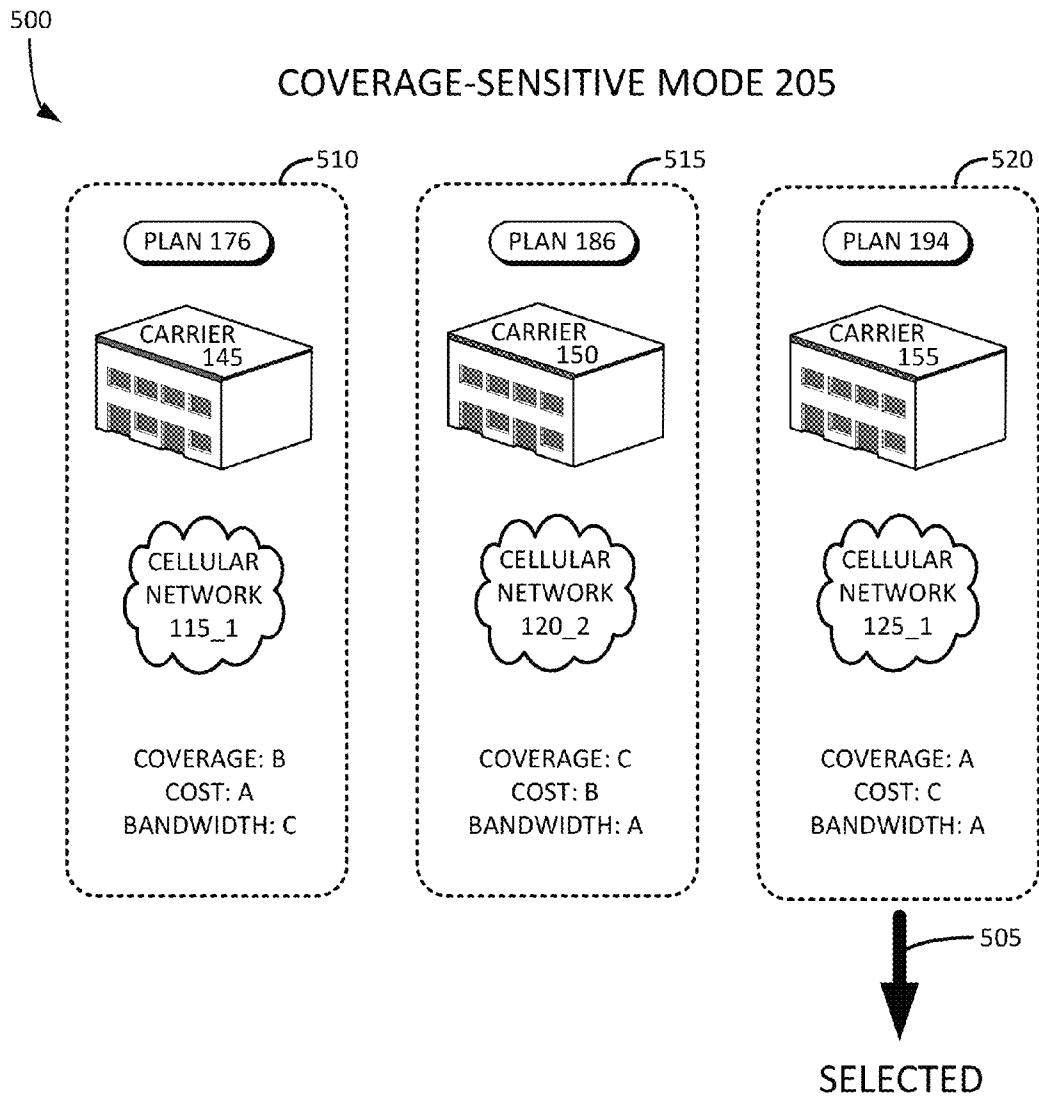 500
COVERAGE-SENSITIVE MODE 205
510
515
520
PLAN 176
PLAN 186
PLAN 194
CARRIER
145
CARRIER
150
CARRIER
155
CELLULAR
NETWORK
115_1
CELLULAR
NETWORK
120_2
CELLULAR
NETWORK
125_1
COVERAGE: B
COST: A
BANDWIDTH: C
COVERAGE: C
COST: B
BANDWIDTH: A
COVERAGE: A
COST: C
BANDWIDTH: A
505
SELECTED